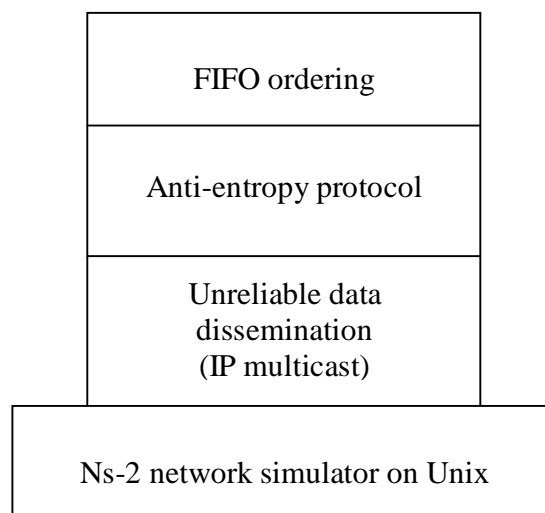 FIFO ordering
Anti-entropy protocol
Unreliable data
dissemination
(IP multicast)
Ns-2 network simulator on Unix